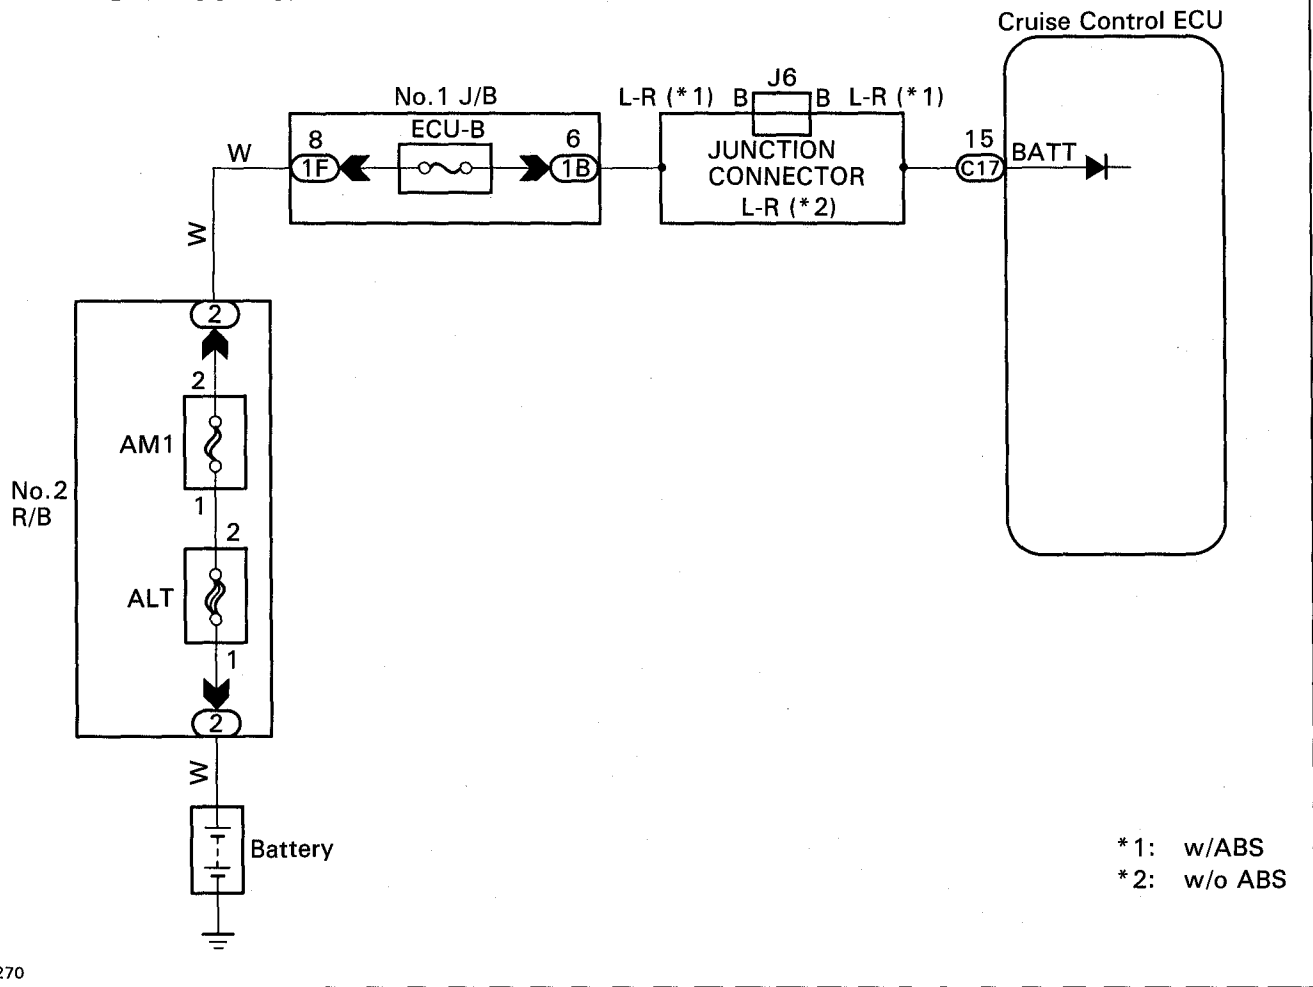 Cruise Control ECU
No.1 J/B
ECU-B
8
1F
6
1B
W
W
L-R (*1)
B
J6
B
L-R (*1)
JUNCTION
CONNECTOR
L-R (*2)
15
C17
BATT
2
2
AM1
1
No.2
R/B
2
ALT
1
2
W
Battery
*1: w/ABS
*2: w/o ABS
270